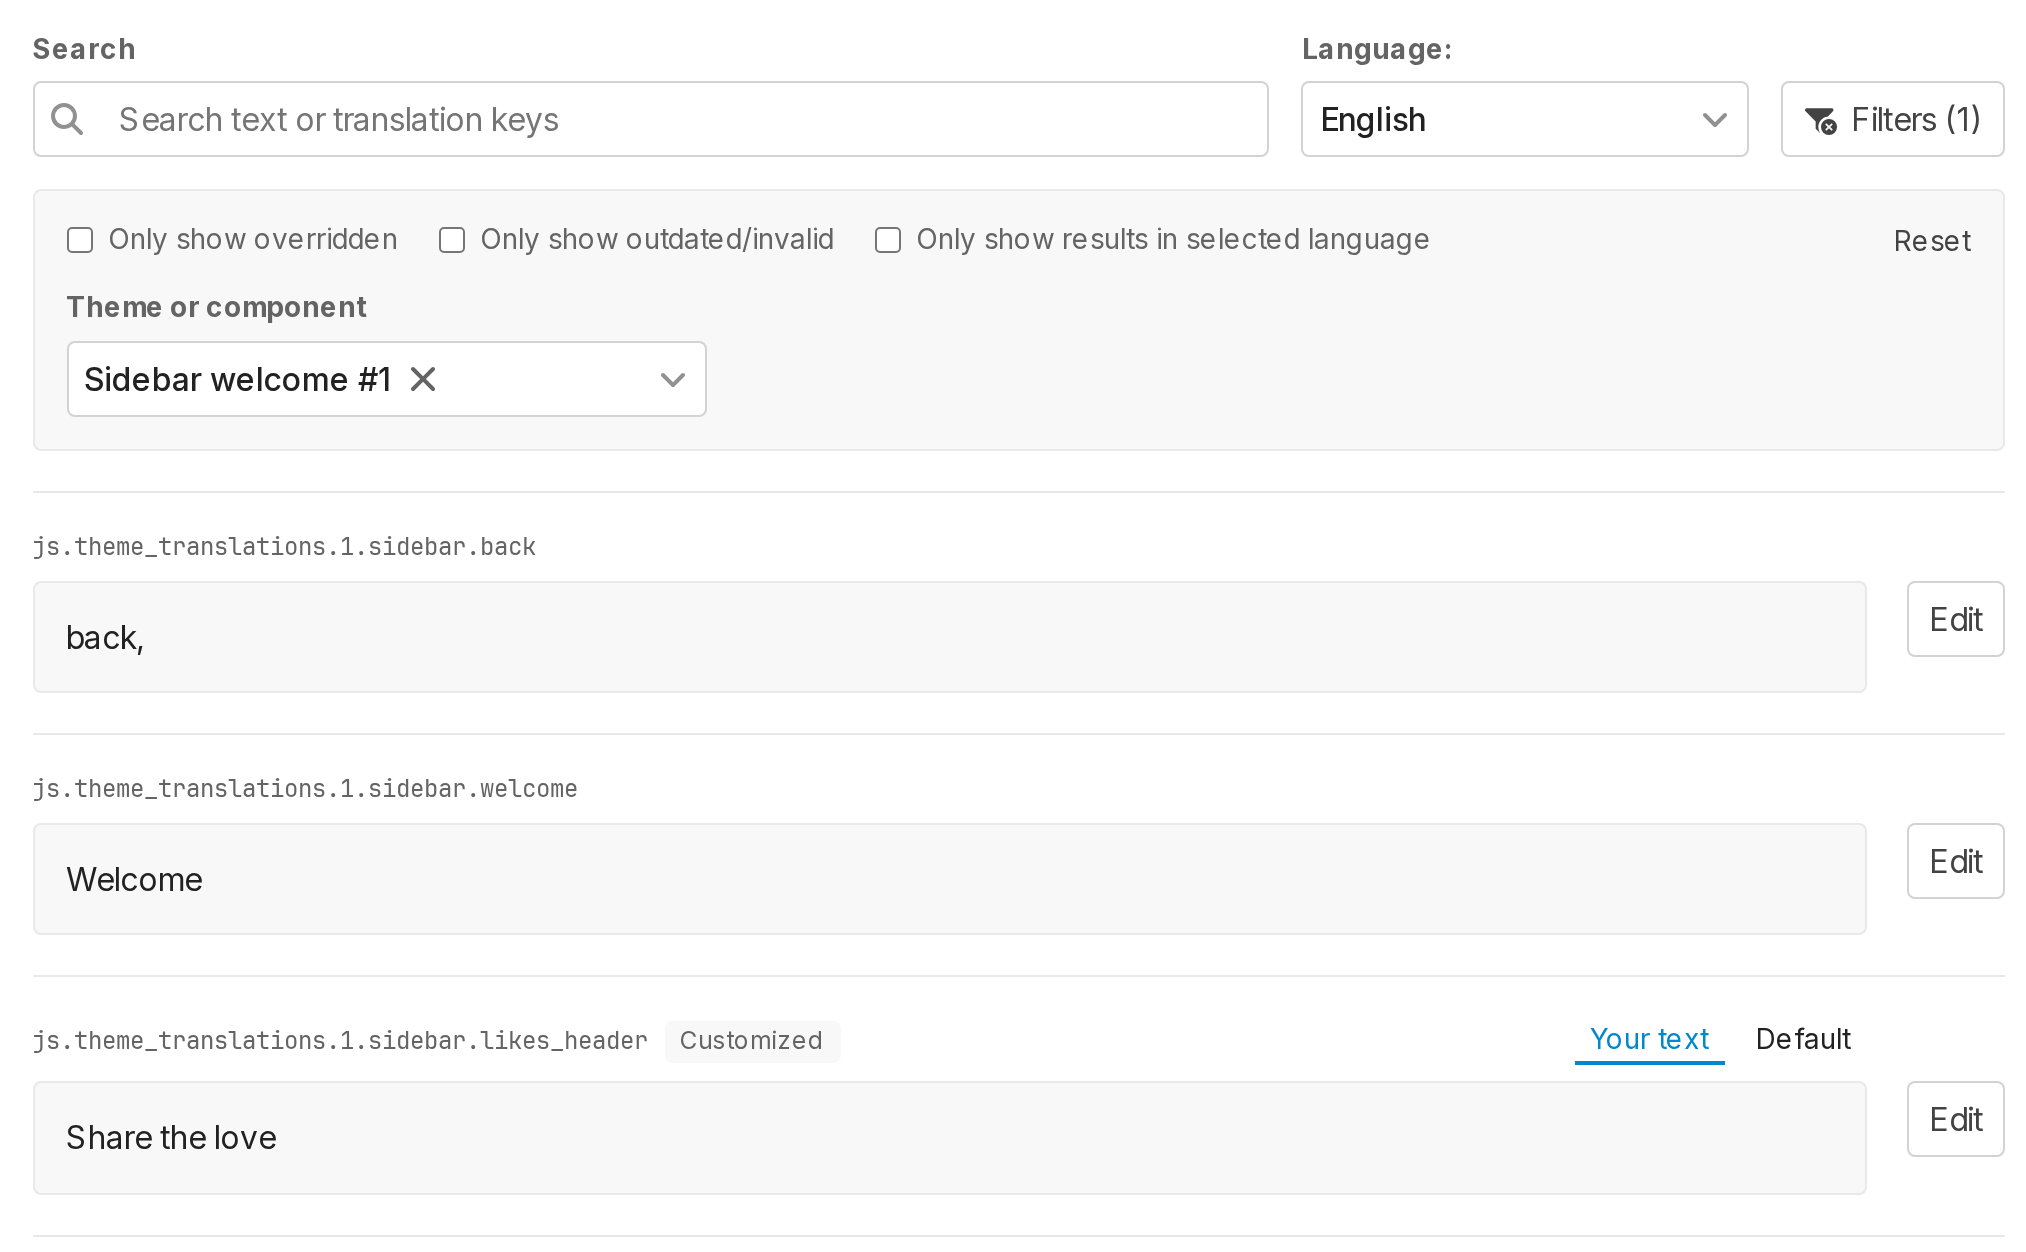 Search
Language:
Search text or translation keys
English
Filters (1)
Only show overridden
Only show outdated/invalid
Only show results in selected language
Reset
Theme or component
Sidebar welcome #1
js.theme_translations.1.sidebar.back
back,
Edit
js.theme_translations.1.sidebar.welcome
Welcome
Edit
js.theme_translations.1.sidebar.likes_header
Customized
Your text
Default
Share the love
Edit